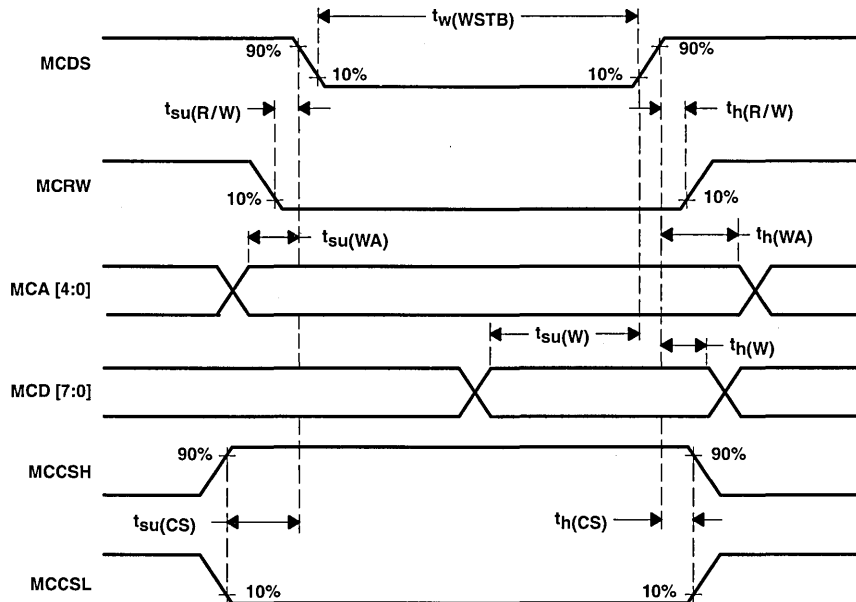 tw(WSTB)
MCDS
90%
10%
10%
90%
tsu(R/W)
th(R/W)
MCRW
10%
10%
tsu(WA)
th(WA)
MCA [4:0]
tsu(W)
th(W)
MCD [7:0]
MCCSH
90%
90%
tsu(CS)
th(CS)
MCCSL
10%
10%